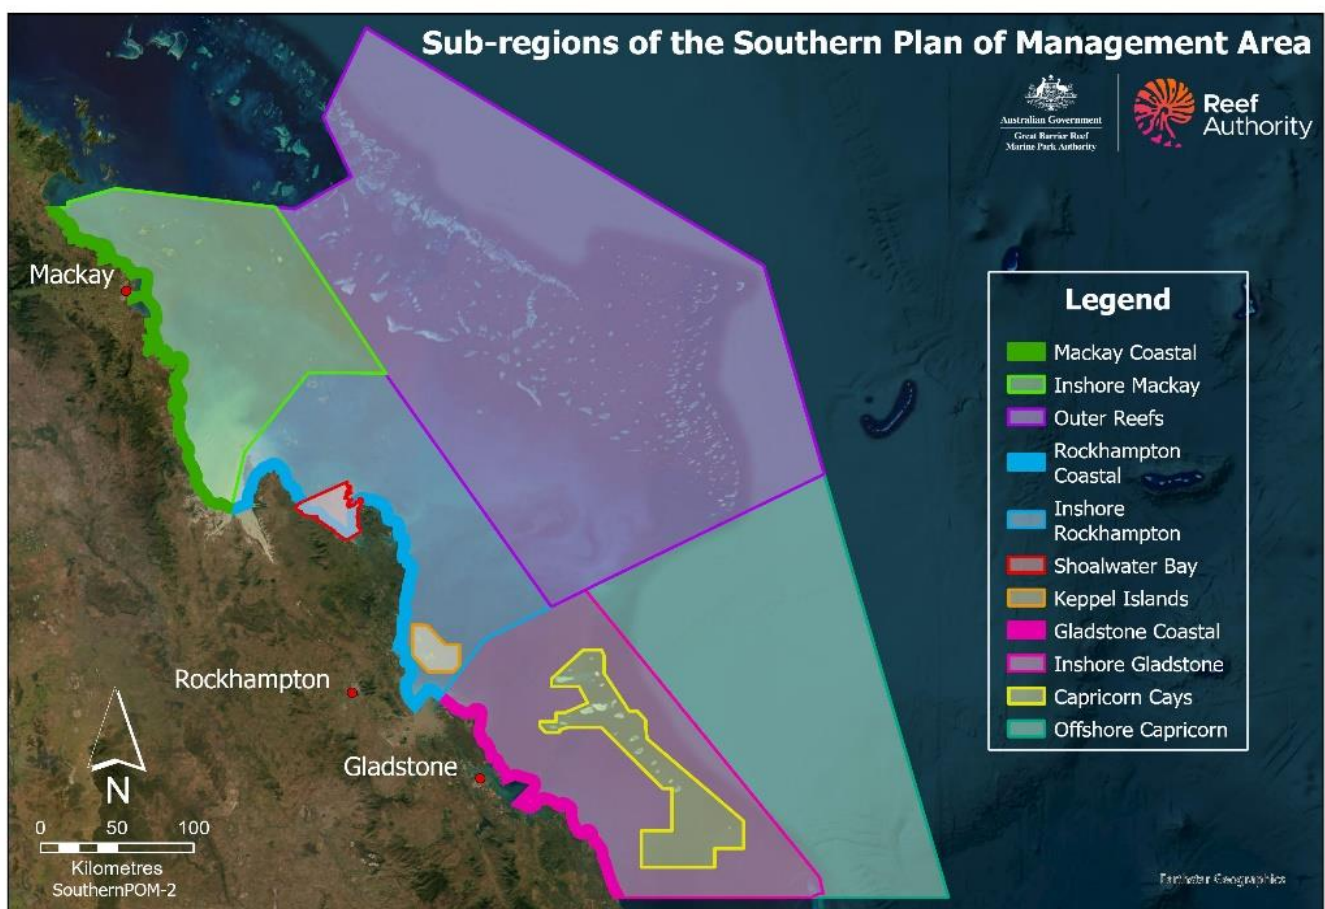 Sub-regions of the Southern Plan of Management Area
Australian Government
Great Barrier Reef
Marine Park Authority
Reef
Authority
Mackay
Rockhampton
Gladstone
Legend
Mackay Coastal
Inshore Mackay
Outer Reefs
Rockhampton
Coastal
Inshore
Rockhampton
Shoalwater Bay
Keppel Islands
Gladstone Coastal
Inshore Gladstone
Capricorn Cays
Offshore Capricorn
N
0 50 100
Kilometres
SouthernPOM-2
Earthstar Geographics